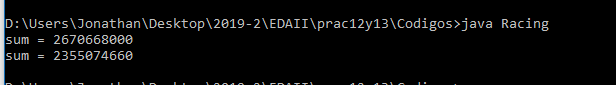 D:\Users\Jonathan\Desktop\2019-2\EDAII\prac12y13\Codigos>java Racing
sum = 2670668000
sum = 2355074660